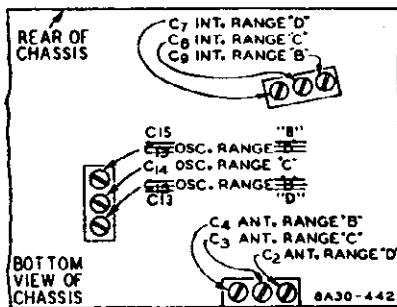 REAR OF
CHASSIS
C7 INT. RANGE "D"
C8 INT. RANGE "C"
C9 INT. RANGE "B"
C15 "B"
OSC. RANGE
C14 OSC. RANGE "C"
OSC. RANGE
C13 "D"
C4 ANT. RANGE "B"
C3 ANT. RANGE "C"
C2 ANT. RANGE "D"
BOTTOM
VIEW OF
CHASSIS
8A30-442